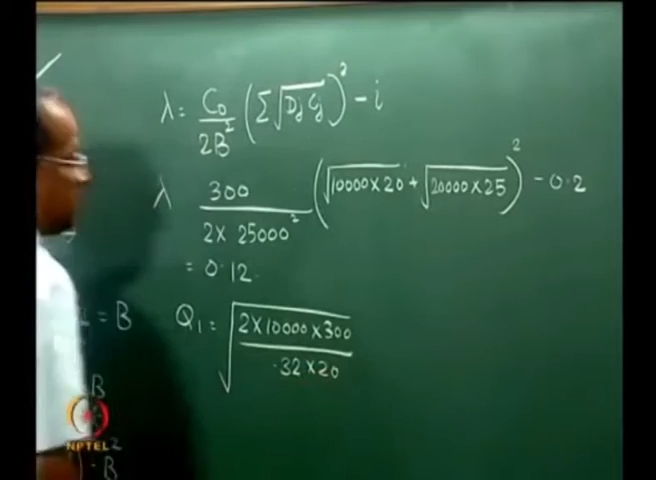 λ = C₀/2B² (Σ√DjCj)² - i
λ 300/2 × 25000² (√10000×20 + √20000×25)² - 0.2
= 0.12
= B
Q₁ = √2×10000×300/.32×20
B
NPTEL
2
. B